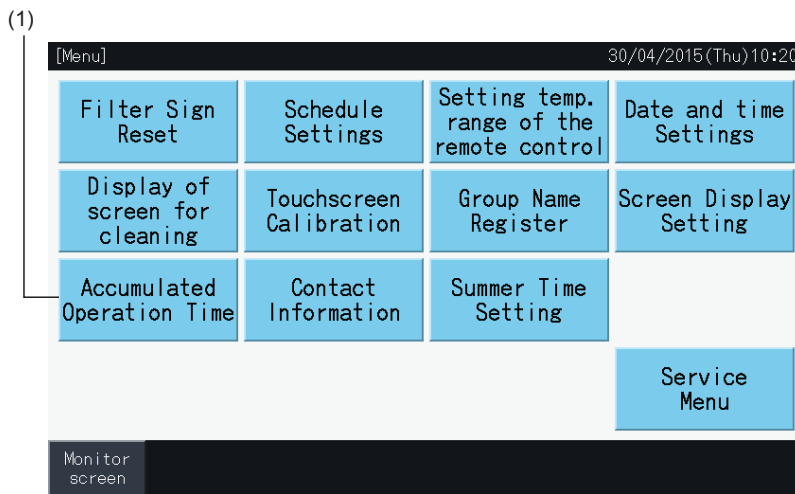 (1)
[Menu] 30/04/2015(Thu)10:20
Filter Sign
Reset
Schedule
Settings
Setting temp.
range of the
remote control
Date and time
Settings
Display of
screen for
cleaning
Touchscreen
Calibration
Group Name
Register
Screen Display
Setting
Accumulated
Operation Time
Contact
Information
Summer Time
Setting
Service
Menu
Monitor
screen